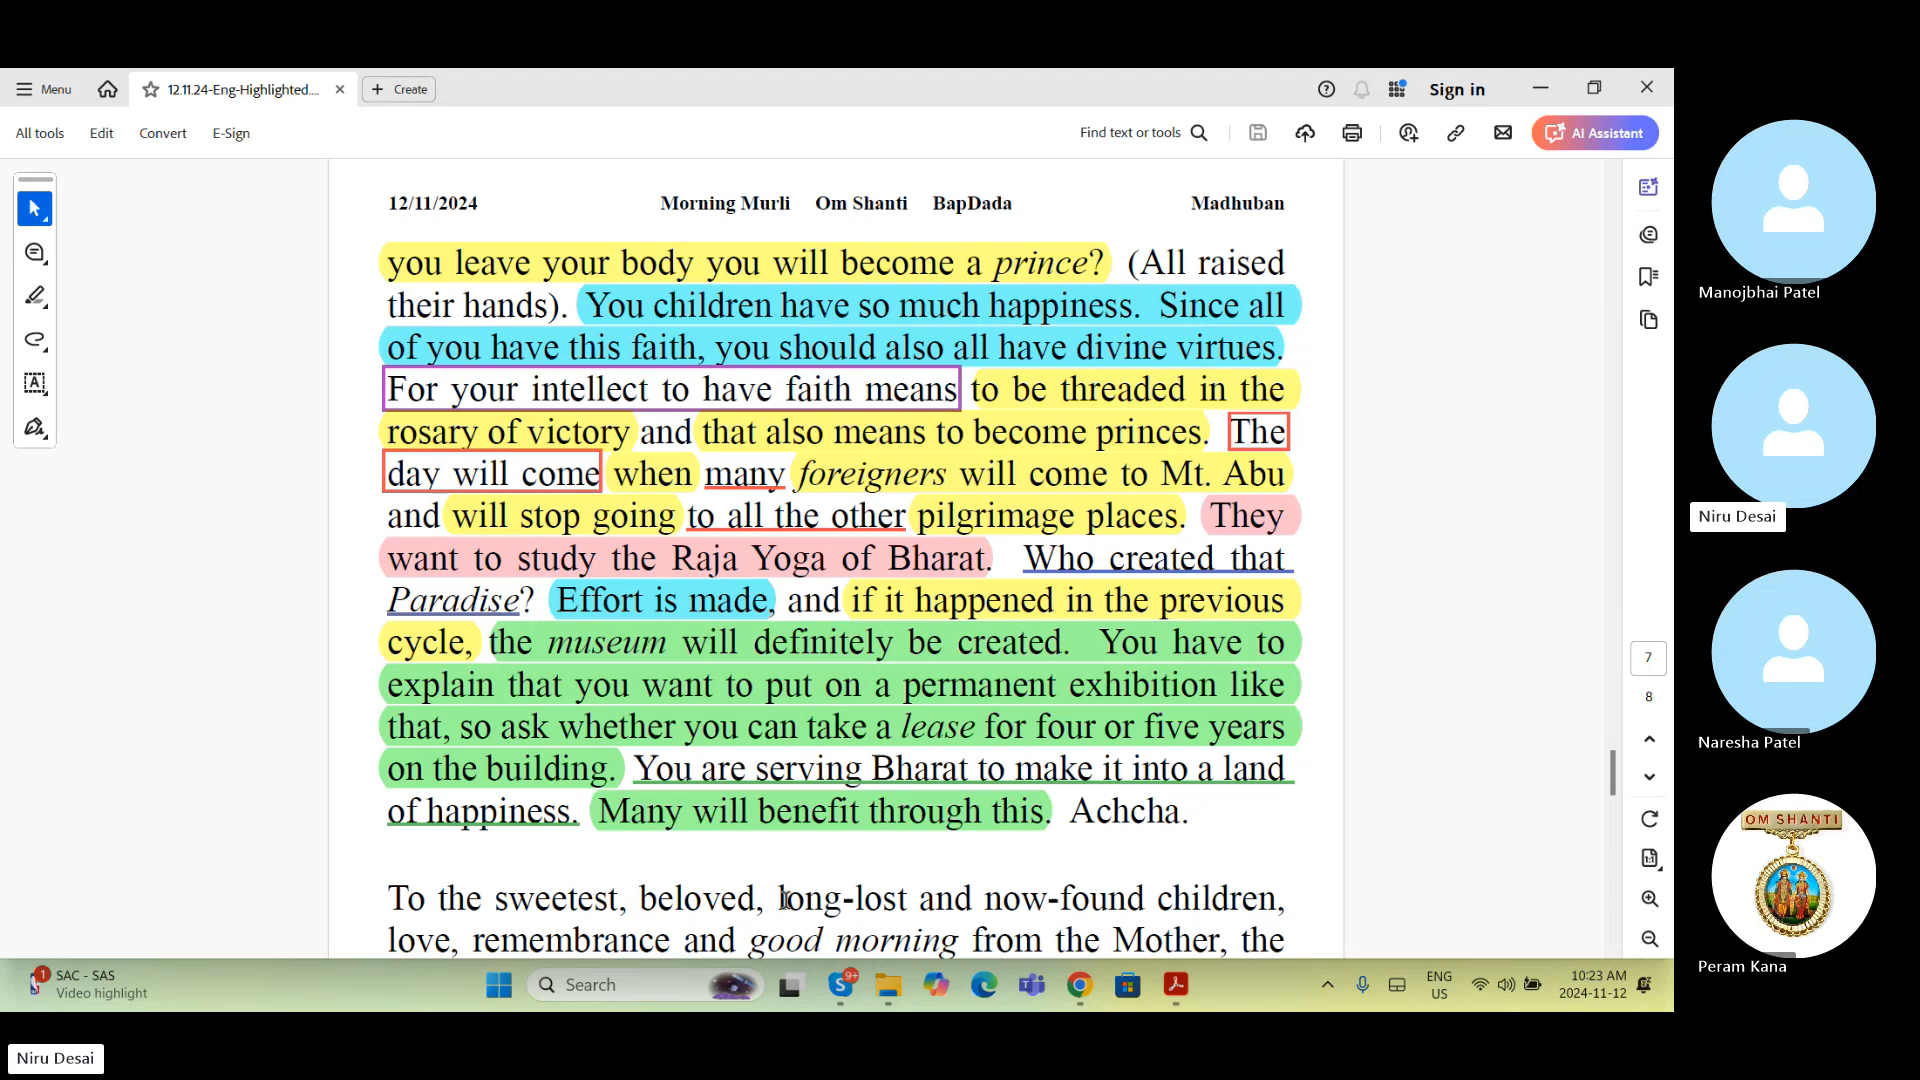 Menu
12.11.24-Eng-Highlighted....
Create
Sign in
All tools
Edit
Convert
E-Sign
Find text or tools
AI Assistant
12/11/2024 Morning Murli Om Shanti BapDada Madhuban
you leave your body you will become a prince? (All raised
their hands). You children have so much happiness. Since all
of you have this faith, you should also all have divine virtues.
For your intellect to have faith means to be threaded in the
rosary of victory and that also means to become princes. The
day will come when many foreigners will come to Mt. Abu
and will stop going to all the other pilgrimage places. They
want to study the Raja Yoga of Bharat. Who created that
Paradise? Effort is made, and if it happened in the previous
cycle, the museum will definitely be created. You have to
explain that you want to put on a permanent exhibition like
that, so ask whether you can take a lease for four or five years
on the building. You are serving Bharat to make it into a land
of happiness. Many will benefit through this. Achcha.
To the sweetest, beloved, long-lost and now-found children,
love, remembrance and good morning from the Mother, the
7
8
1:1
Manojbhai Patel
Niru Desai
Naresha Patel
OM SHANTI
Peram Kana
1
SAC - SAS
Video highlight
Search
S
9+
ENG
US
10:23 AM
2024-11-12
Niru Desai